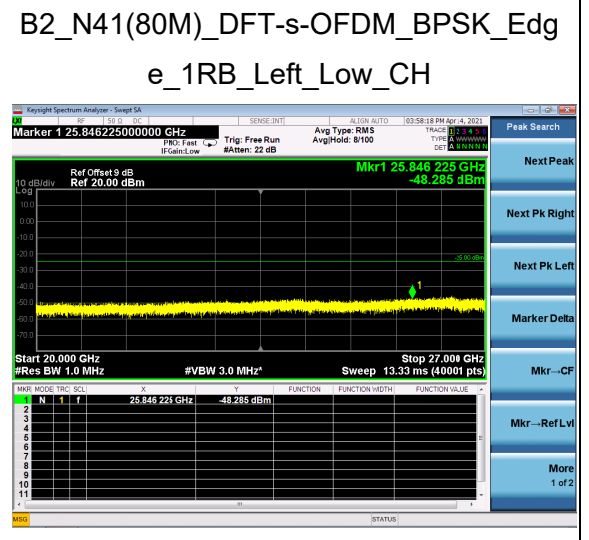 B2_N41(80M)_DFT-s-OFDM_BPSK_Edg
e_1RB_Left_Low_CH
Keysight Spectrum Analyzer - Swept SA
RF 50 Ω DC SENSE:INT ALIGN AUTO 03:58:18 PM Apr 14, 2021
Marker 1 25.846225000000 GHz
PNO: Fast
IFGain:Low
Trig: Free Run
#Atten: 22 dB
Avg Type: RMS
Avg|Hold: 8/100
TRACE 1 2 3 4 5 6
TYPE A WWWWW
DET A N N N N N
Peak Search
Ref Offset 9 dB
10 dB/div Ref 20.00 dBm
Log
Mkr1 25.846 225 GHz
-48.285 dBm
10.0
0.00
-10.0
-20.0
-25.00 dBm
-30.0
-40.0
1
-50.0
-60.0
-70.0
Start 20.000 GHz Stop 27.000 GHz
#Res BW 1.0 MHz #VBW 3.0 MHz* Sweep 13.33 ms (40001 pts)
MKR MODE TRC SCL X Y FUNCTION FUNCTION WIDTH FUNCTION VALUE
1 N 1 f 25.846 225 GHz -48.285 dBm
2
3
4
5
6
7
8
9
10
11
Next Peak
Next Pk Right
Next Pk Left
Marker Delta
Mkr→CF
Mkr→Ref Lvl
More
1 of 2
MSG STATUS